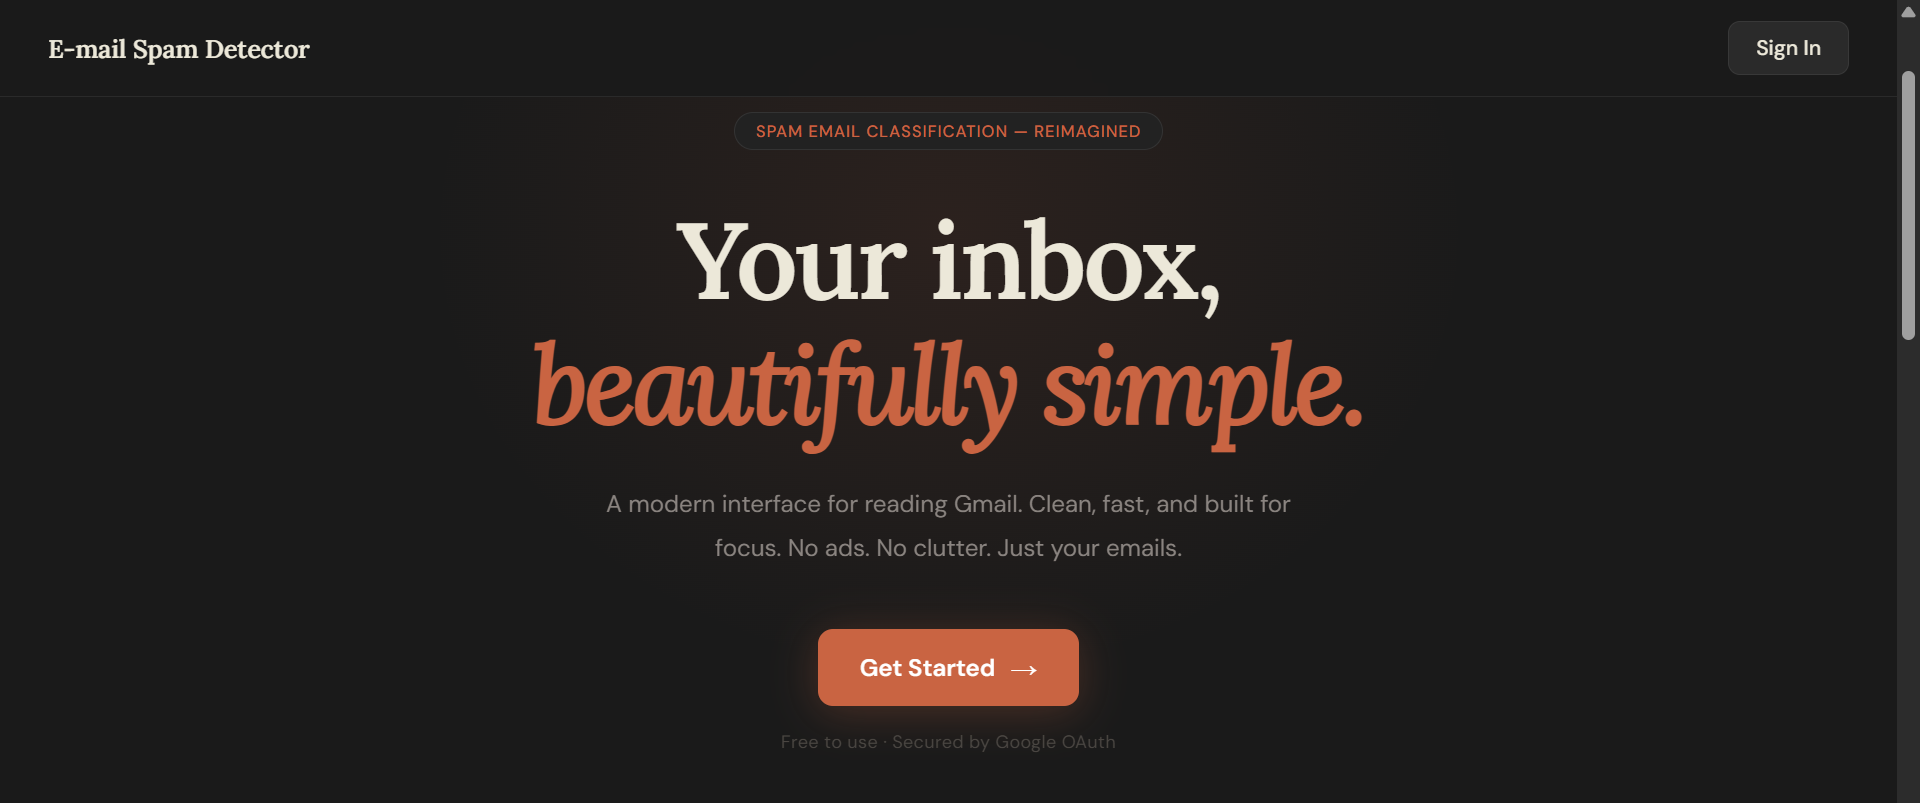 E-mail Spam Detector
Sign In
SPAM EMAIL CLASSIFICATION — REIMAGINED
Your inbox,
beautifully simple.
A modern interface for reading Gmail. Clean, fast, and built for
focus. No ads. No clutter. Just your emails.
Get Started →
Free to use · Secured by Google OAuth